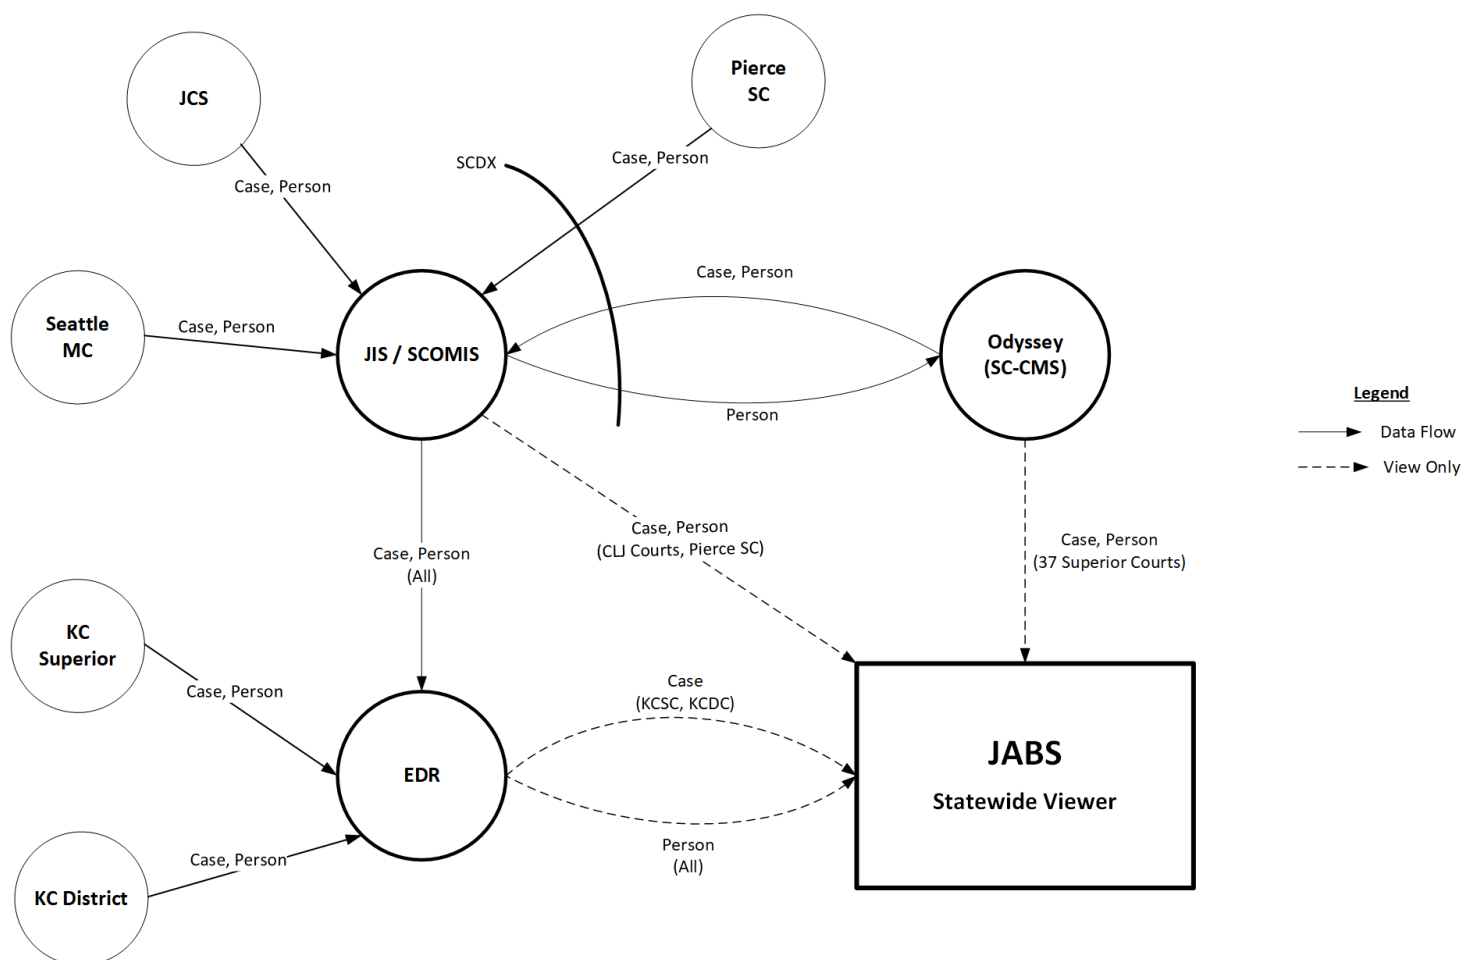 JCS
Pierce
SC
SCDX
Case, Person
Case, Person
Seattle
MC
Case, Person
JIS / SCOMIS
Case, Person
Person
Odyssey
(SC-CMS)
Legend
Data Flow
View Only
Case, Person
(CLJ Courts, Pierce SC)
Case, Person
(37 Superior Courts)
Case, Person
(All)
KC
Superior
Case, Person
EDR
Case
(KCSC, KCDC)
Person
(All)
JABS
Statewide Viewer
Case, Person
KC District